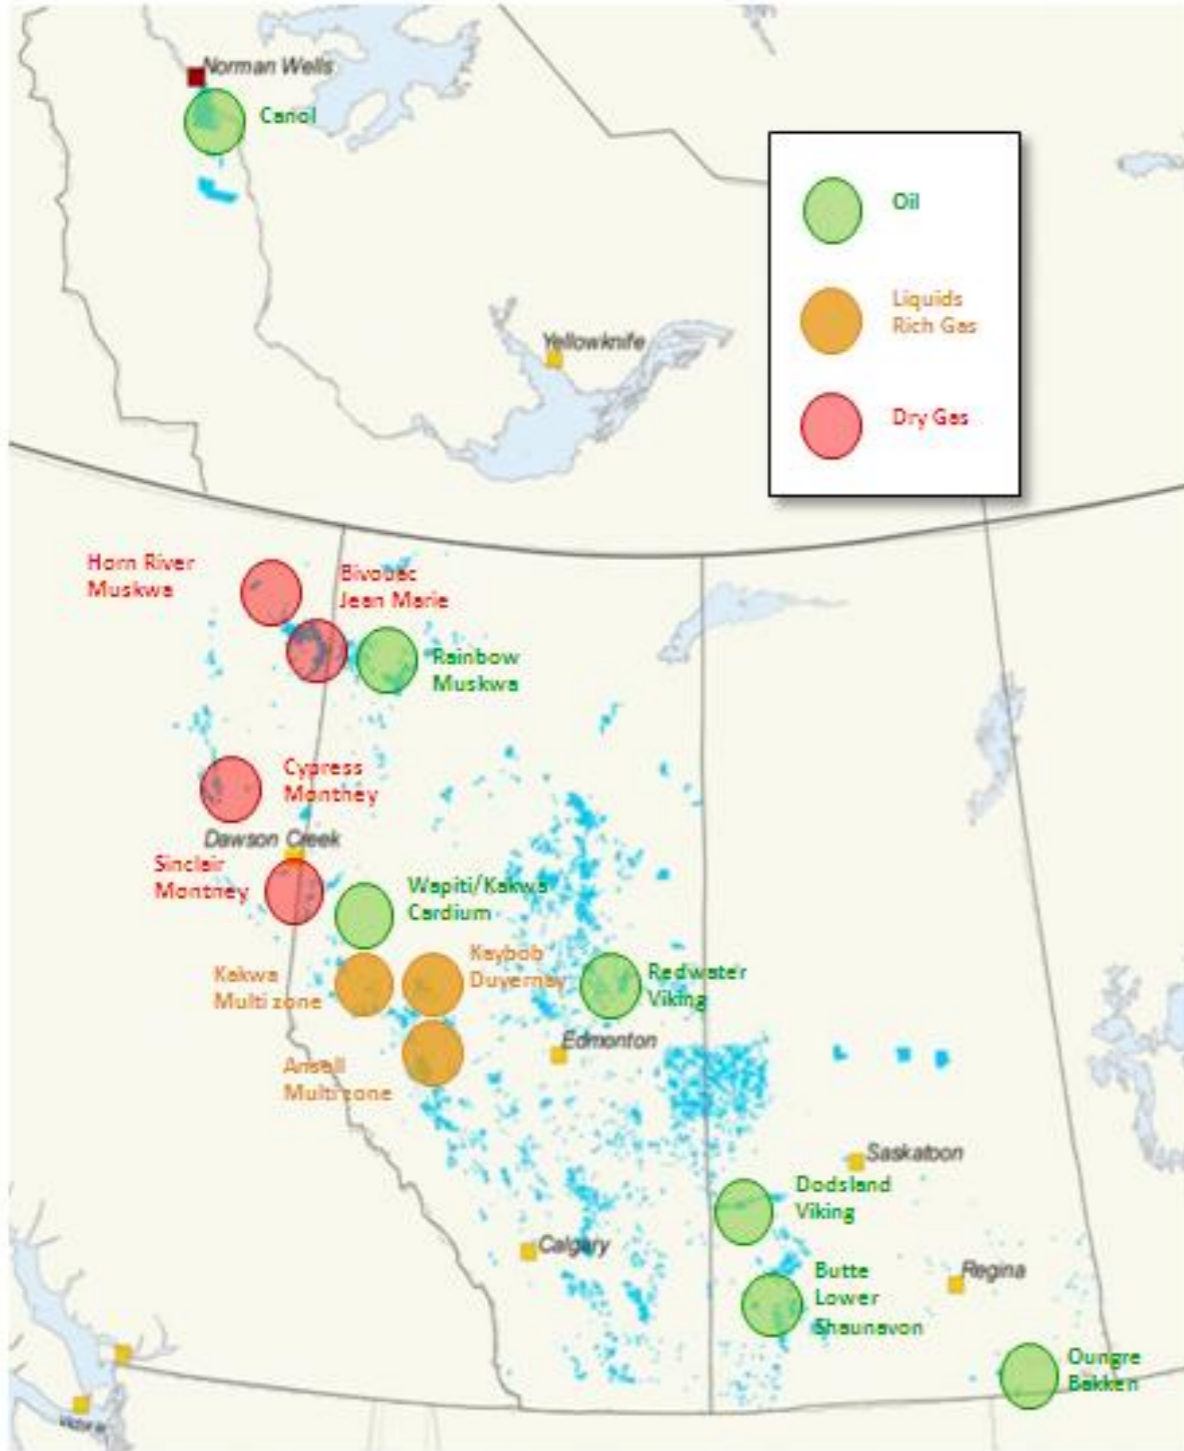 Norman Wells
Canol
Oil
Liquids
Rich Gas
Dry Gas
Yellowknife
Horn River
Muskwa
Bivouac
Jean Marie
Rainbow
Muskwa
Cypress
Montney
Dawson Creek
Sinclair
Montney
Wapiti/Kakwa
Cardium
Kaybob
Duvernay
Kakwa
Multi zone
Redwater
Viking
Edmonton
Ansell
Multi zone
Saskatoon
Dodsland
Viking
Calgary
Butte
Lower
Shaunavon
Regina
Oungre
Bakken
Victoria